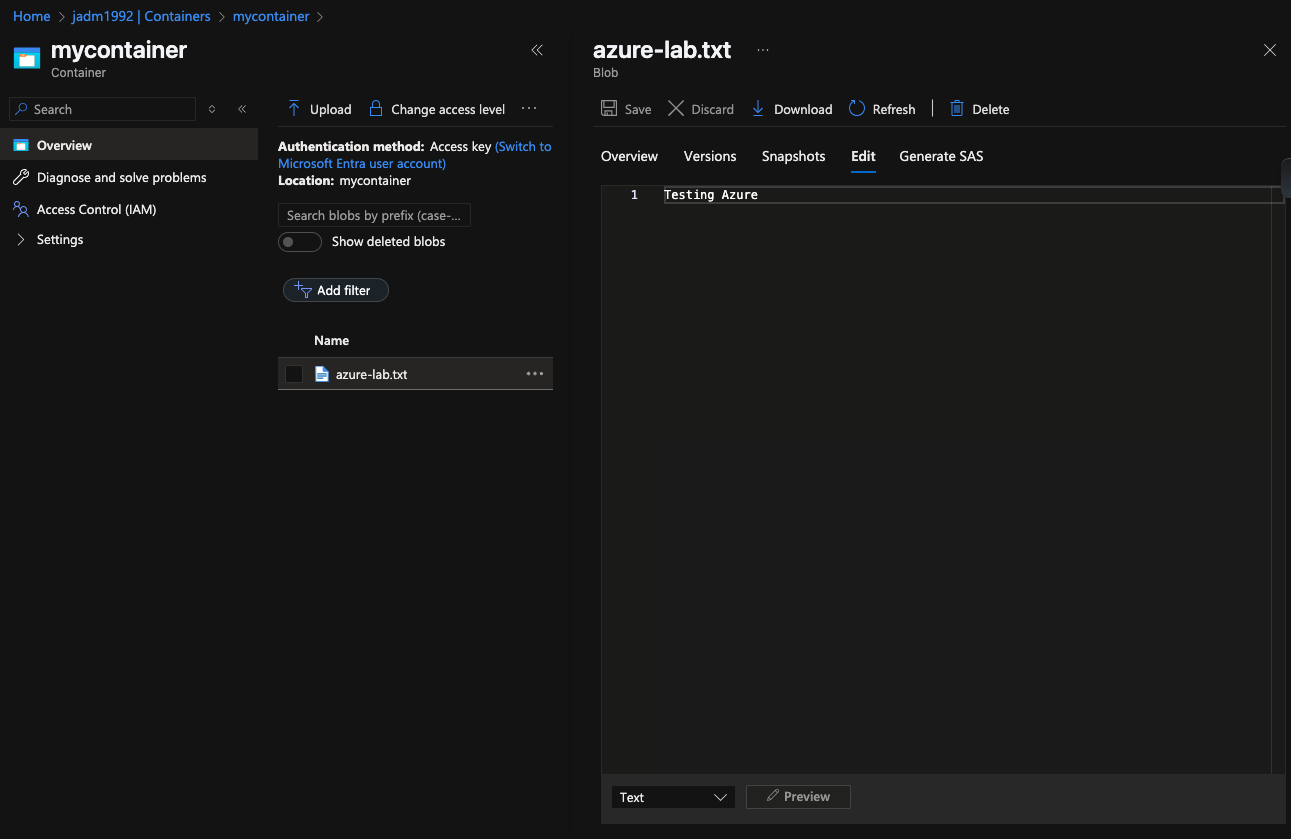 Home > jadm1992 | Containers > mycontainer >
mycontainer
Container
Search
Overview
Diagnose and solve problems
Access Control (IAM)
Settings
Upload
Change access level
Authentication method: Access key (Switch to
Microsoft Entra user account)
Location: mycontainer
Search blobs by prefix (case-...
Show deleted blobs
Add filter
Name
azure-lab.txt
azure-lab.txt
Blob
Save
Discard
Download
Refresh
Delete
Overview
Versions
Snapshots
Edit
Generate SAS
1 Testing Azure
Text
Preview